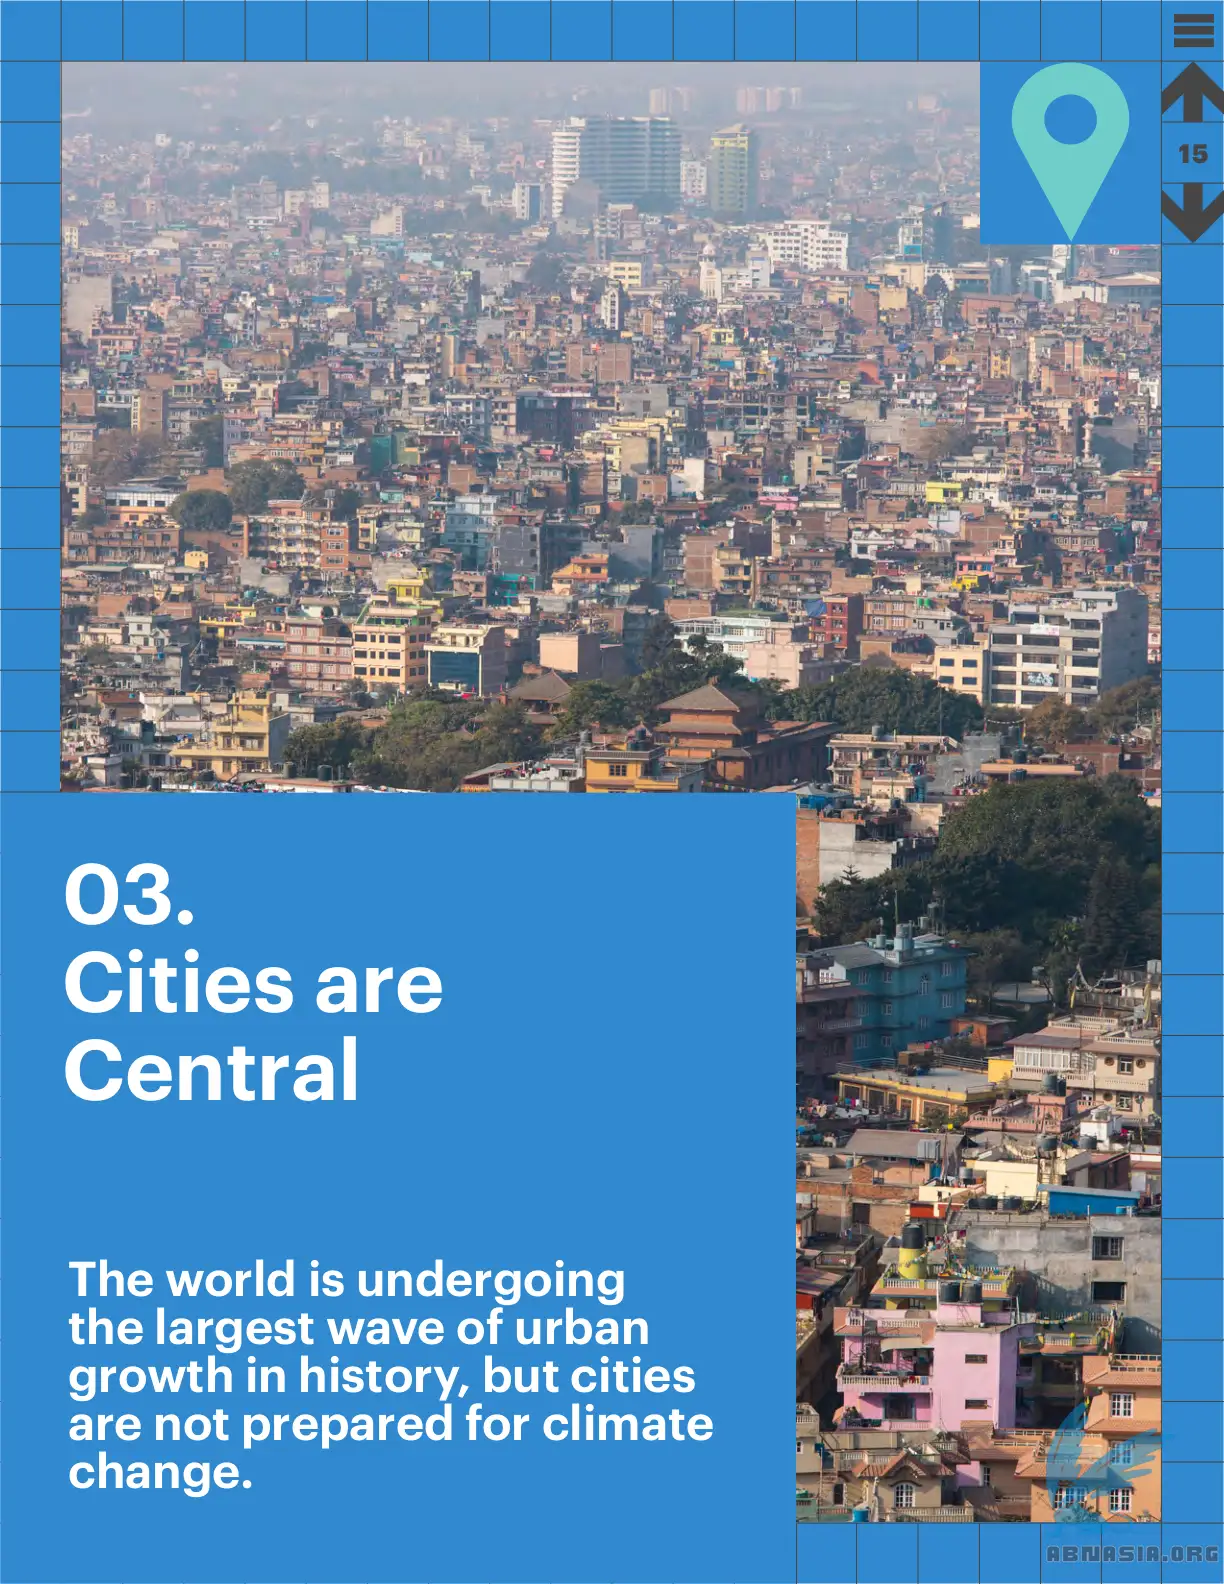 15
03.
Cities are
Central
The world is undergoing
the largest wave of urban
growth in history, but cities
are not prepared for climate
change.
ABNASIA.ORG